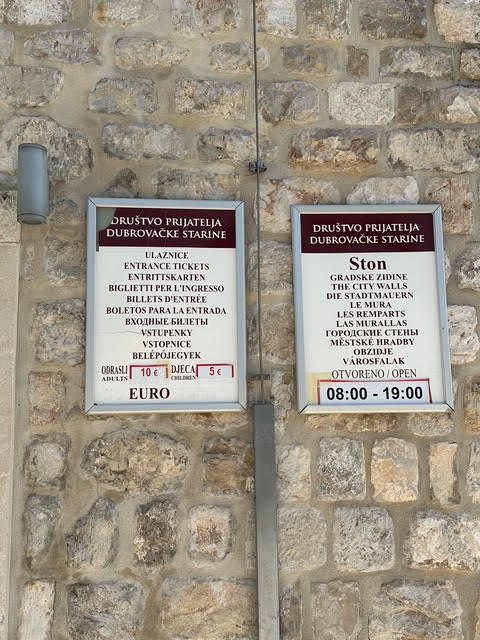 DRUŠTVO PRIJATELJA
DUBROVAČKE STARINE
ULAZNICE
ENTRANCE TICKETS
ENTRITTSKARTEN
BIGLIETTI PER L'INGRESSO
BILLETS D'ENTRÉE
BOLETOS PARA LA ENTRADA
ВХОДНЫЕ БИЛЕТЫ
VSTUPENKY
VSTOPNICE
BELÉPŐJEGYEK
ODRASLI 10 € DJECA 5 €
ADULTS CHILDREN
EURO
DRUŠTVO PRIJATELJA
DUBROVAČKE STARINE
Ston
GRADSKE ZIDINE
THE CITY WALLS
DIE STADTMAUERN
LE MURA
LES REMPARTS
LAS MURALLAS
ГОРОДСКИЕ СТЕНЫ
MĚSTSKÉ HRADBY
OBZIDJE
VÁROSFALAK
OTVORENO / OPEN
08:00 - 19:00